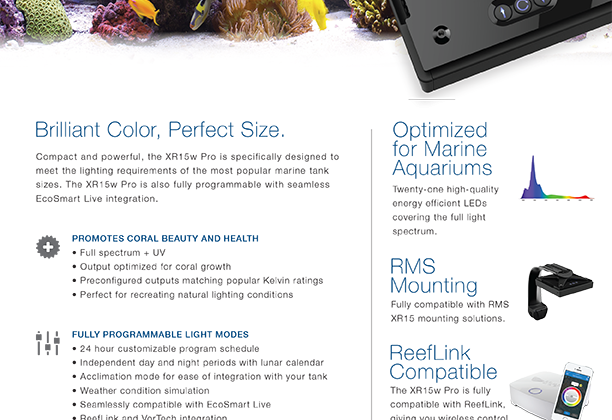 Brilliant Color, Perfect Size.
Compact and powerful, the XR15w Pro is specifically designed to
meet the lighting requirements of the most popular marine tank
sizes. The XR15w Pro is also fully programmable with seamless
EcoSmart Live integration.
PROMOTES CORAL BEAUTY AND HEALTH
• Full spectrum + UV
• Output optimized for coral growth
• Preconfigured outputs matching popular Kelvin ratings
• Perfect for recreating natural lighting conditions
FULLY PROGRAMMABLE LIGHT MODES
• 24 hour customizable program schedule
• Independent day and night periods with lunar calendar
• Acclimation mode for ease of integration with your tank
• Weather condition simulation
• Seamlessly compatible with EcoSmart Live
• ReefLink and VorTech integration
Optimized
for Marine
Aquariums
Twenty-one high-quality
energy efficient LEDs
covering the full light
spectrum.
RMS
Mounting
Fully compatible with RMS
XR15 mounting solutions.
ReefLink
Compatible
The XR15w Pro is fully
compatible with ReefLink,
giving you wireless control